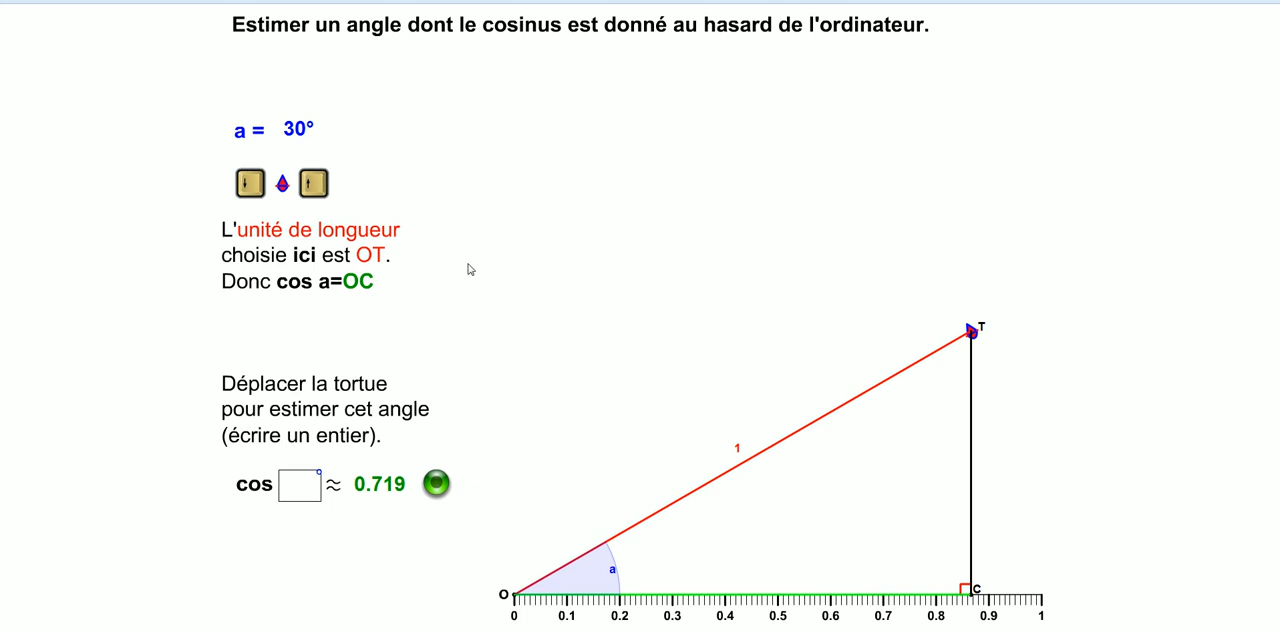 Estimer un angle dont le cosinus est donné au hasard de l'ordinateur.
a = 30°
L'unité de longueur
choisie ici est OT.
Donc cos a=OC
Déplacer la tortue
pour estimer cet angle
(écrire un entier).
cos ° ≈ 0.719
T
1
a
O
C
0 0.1 0.2 0.3 0.4 0.5 0.6 0.7 0.8 0.9 1